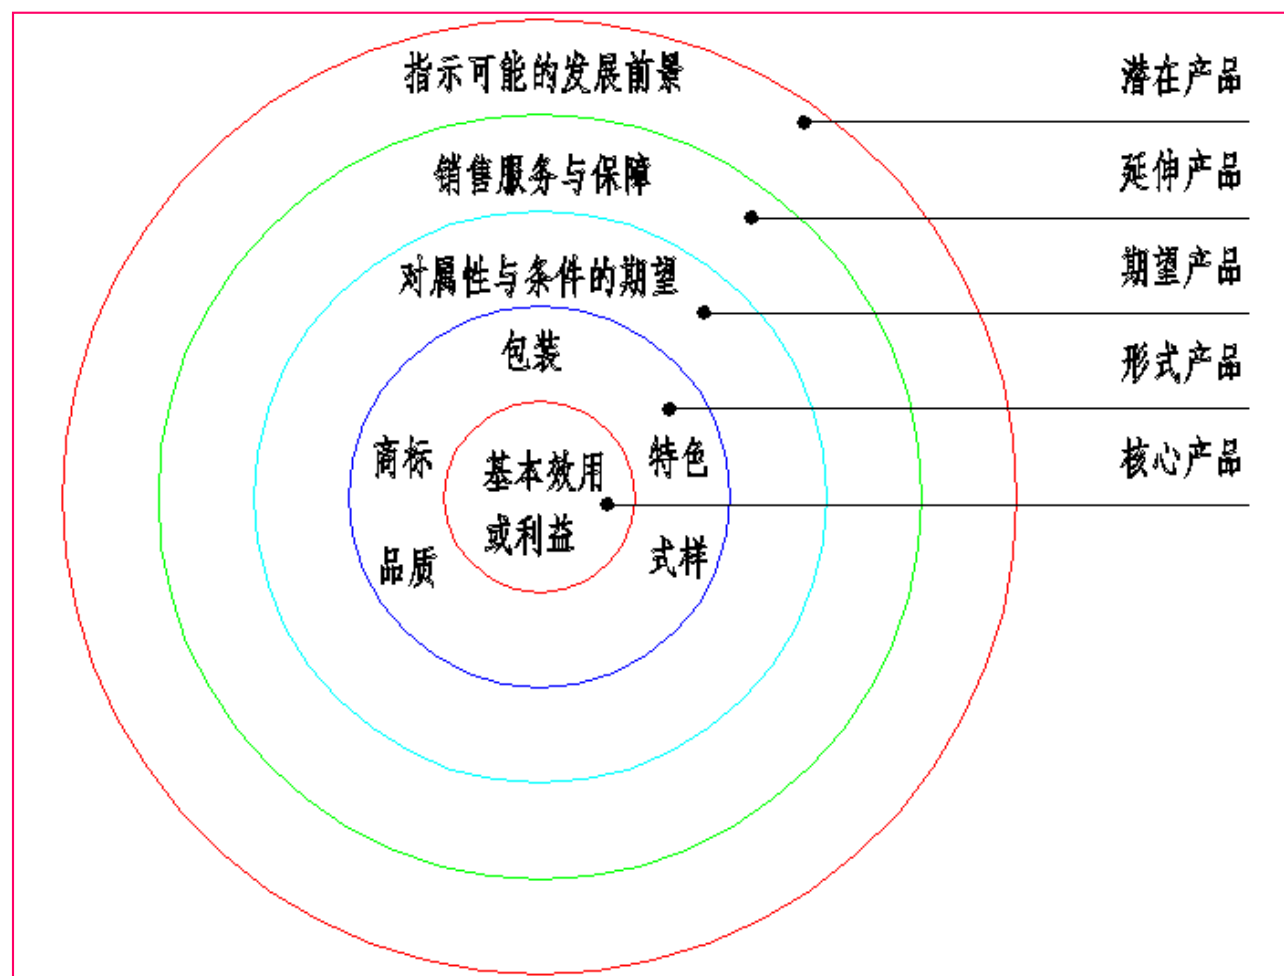 指示可能的发展前景
潜在产品
销售服务与保障
延伸产品
对属性与条件的期望
期望产品
包装
形式产品
商标
基本效用
或利益
特色
核心产品
品质
式样